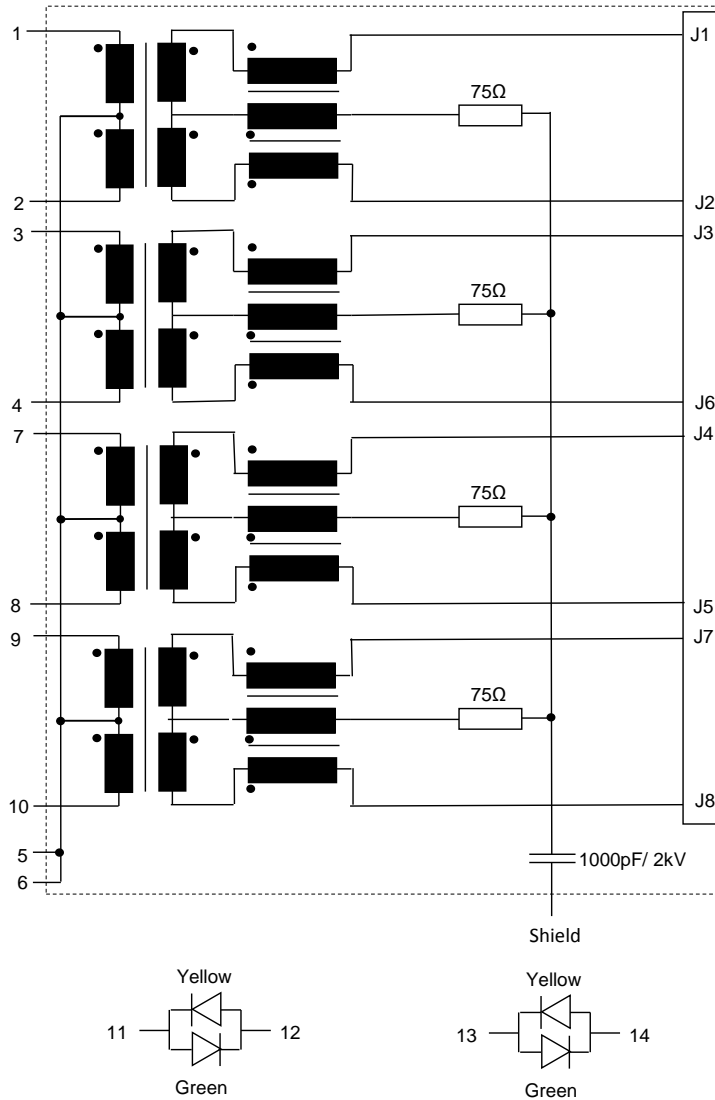 1
J1
75Ω
2
J2
3
J3
75Ω
4
J6
7
J4
75Ω
8
J5
9
J7
75Ω
10
J8
5
6
1000pF/ 2kV
Shield
Yellow
11
12
Green
Yellow
13
14
Green